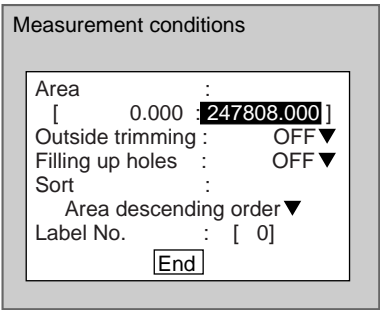 Measurement conditions
Area :
[ 0.000 : 247808.000 ]
Outside trimming : OFF▼
Filling up holes : OFF▼
Sort :
Area descending order▼
Label No. : [ 0]
End